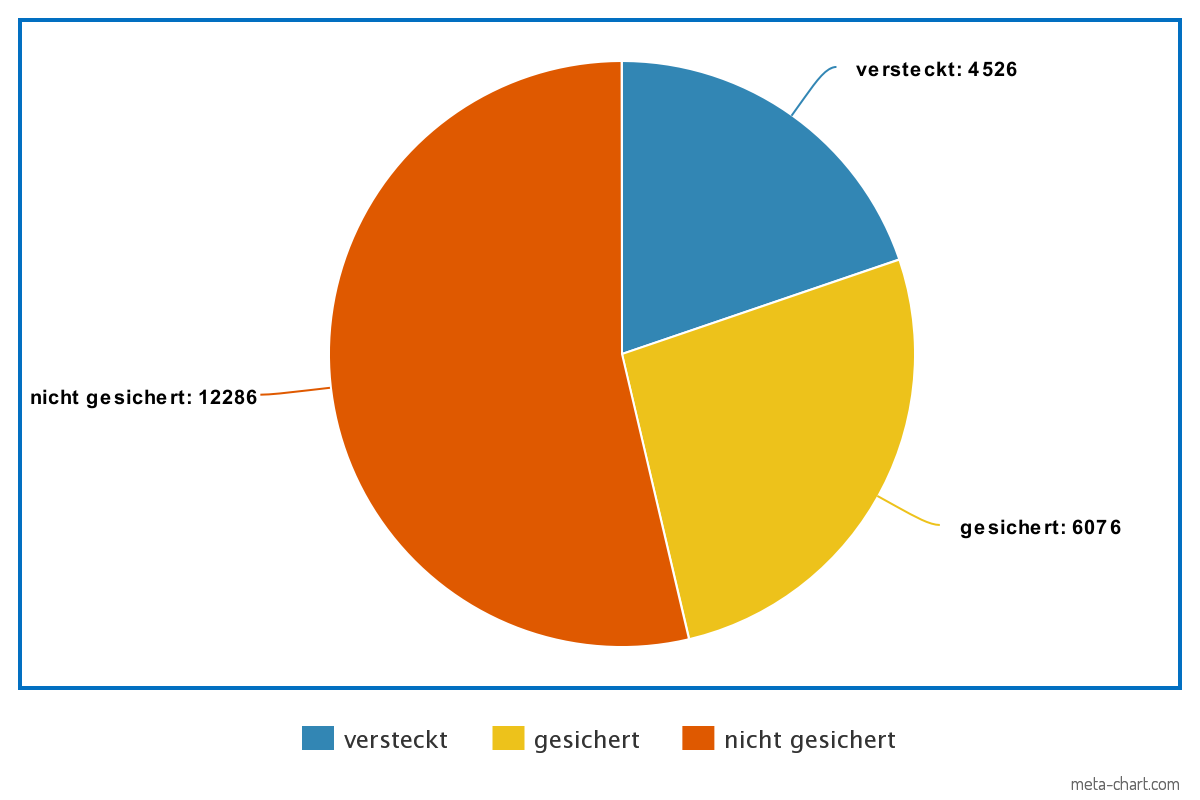 versteckt: 4526
nicht gesichert: 12286
gesichert: 6076
versteckt
gesichert
nicht gesichert
meta-chart.com